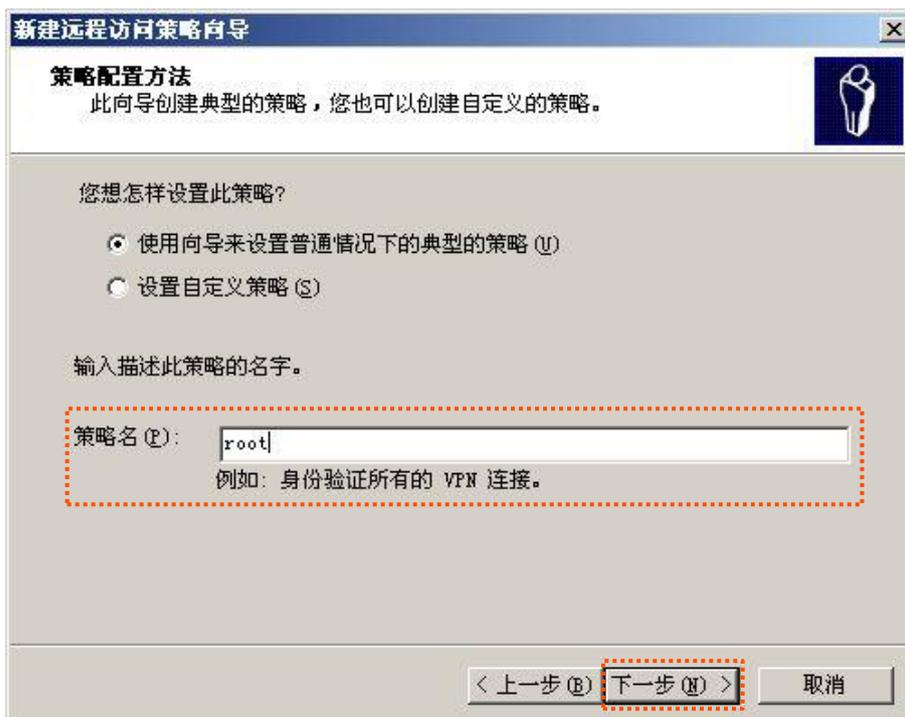 新建远程访问策略向导
策略配置方法
此向导创建典型的策略，您也可以创建自定义的策略。
您想怎样设置此策略?
使用向导来设置普通情况下的典型的策略(U)
设置自定义策略(S)
输入描述此策略的名字。
策略名(P): root
例如: 身份验证所有的 VPN 连接。
< 上一步(B) 下一步(N) > 取消